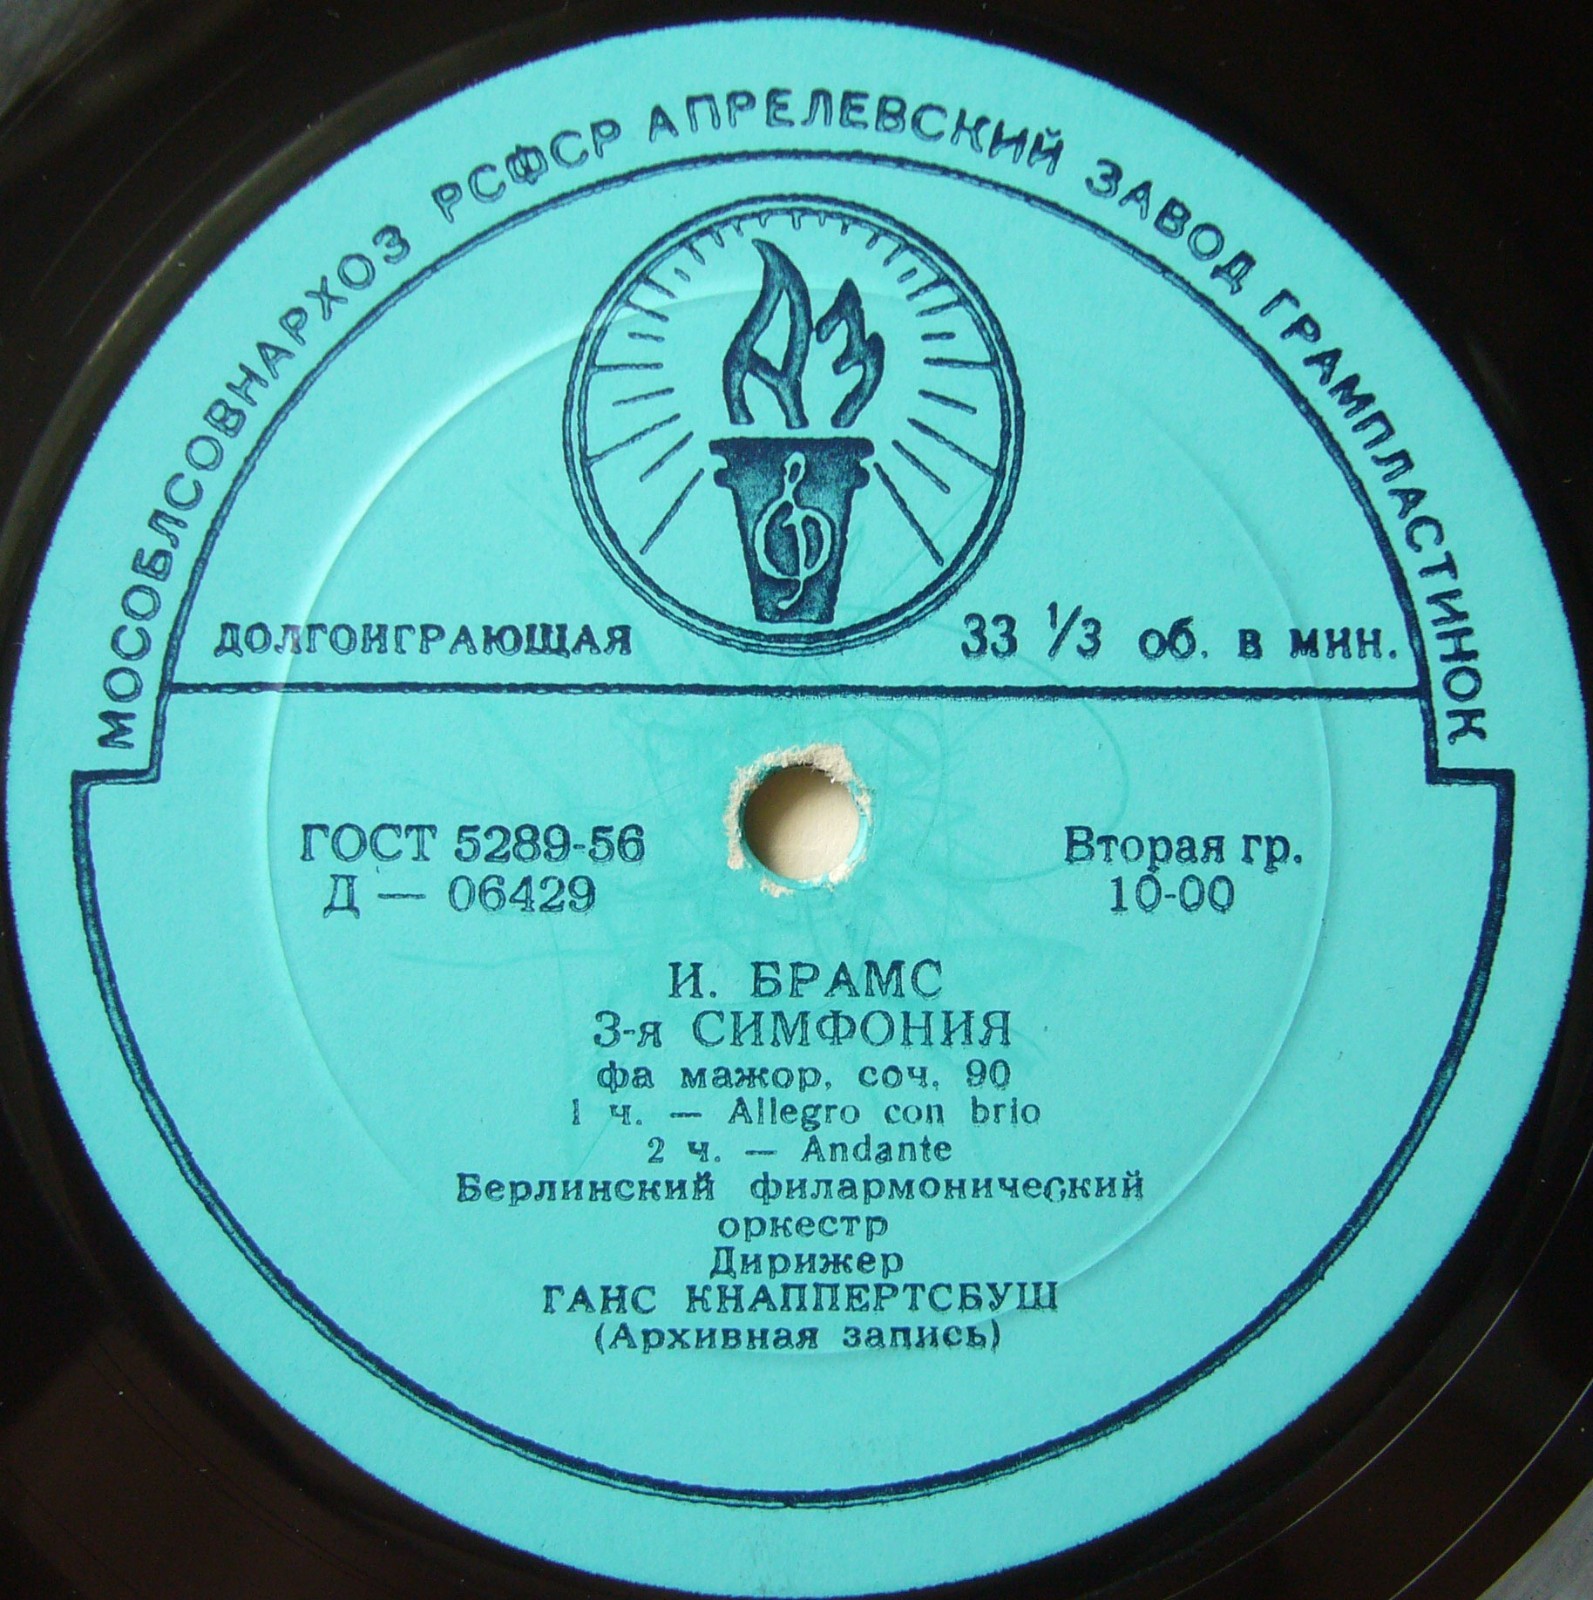 МОСОБЛСОВНАРХОЗ РСФСР АПРЕЛЕВСКИЙ ЗАВОД ГРАМПЛАСТИНОК
АЗ
ДОЛГОИГРАЮЩАЯ
33 1/3 об. в мин.
ГОСТ 5289-56
Д — 06429
Вторая гр.
10-00
И. БРАМС
3-я СИМФОНИЯ
фа мажор, соч. 90
1 ч. — Allegro con brio
2 ч. — Andante
Берлинский филармонический
оркестр
Дирижер
ГАНС КНАППЕРТСБУШ
(Архивная запись)